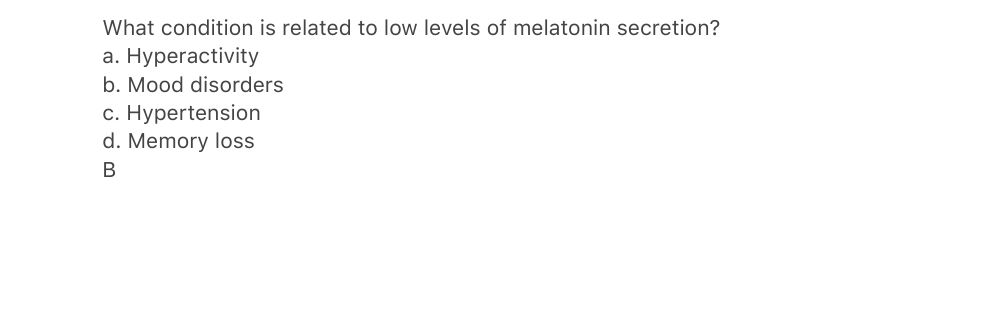 What condition is related to low levels of melatonin secretion?
a. Hyperactivity
b. Mood disorders
c. Hypertension
d. Memory loss
B